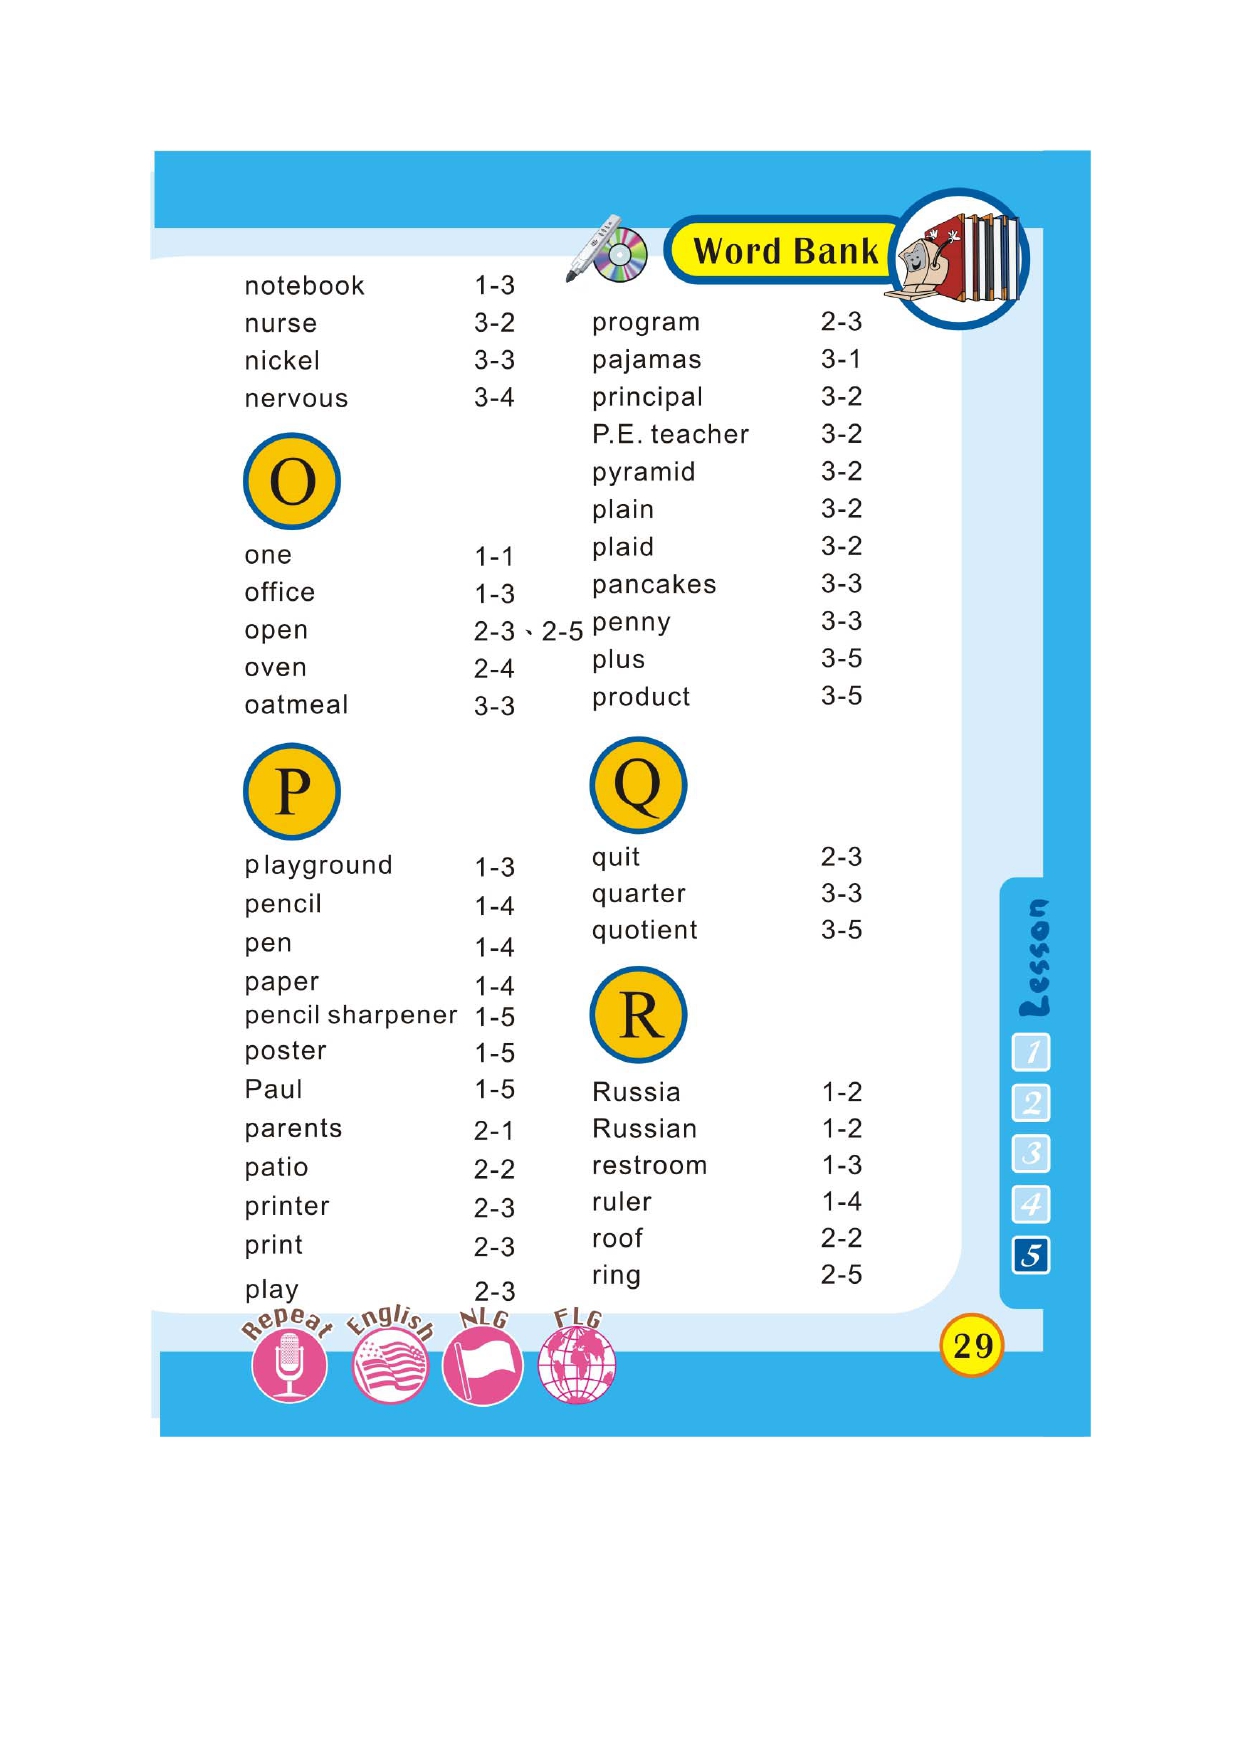 Word Bank
notebook 1-3
nurse 3-2
nickel 3-3
nervous 3-4
O
one 1-1
office 1-3
open 2-3、2-5
oven 2-4
oatmeal 3-3
P
playground 1-3
pencil 1-4
pen 1-4
paper 1-4
pencil sharpener 1-5
poster 1-5
Paul 1-5
parents 2-1
patio 2-2
printer 2-3
print 2-3
play 2-3
program 2-3
pajamas 3-1
principal 3-2
P.E. teacher 3-2
pyramid 3-2
plain 3-2
plaid 3-2
pancakes 3-3
penny 3-3
plus 3-5
product 3-5
Q
quit 2-3
quarter 3-3
quotient 3-5
R
Russia 1-2
Russian 1-2
restroom 1-3
ruler 1-4
roof 2-2
ring 2-5
Lesson
1
2
3
4
5
Repeat
English
NLG
FLG
29